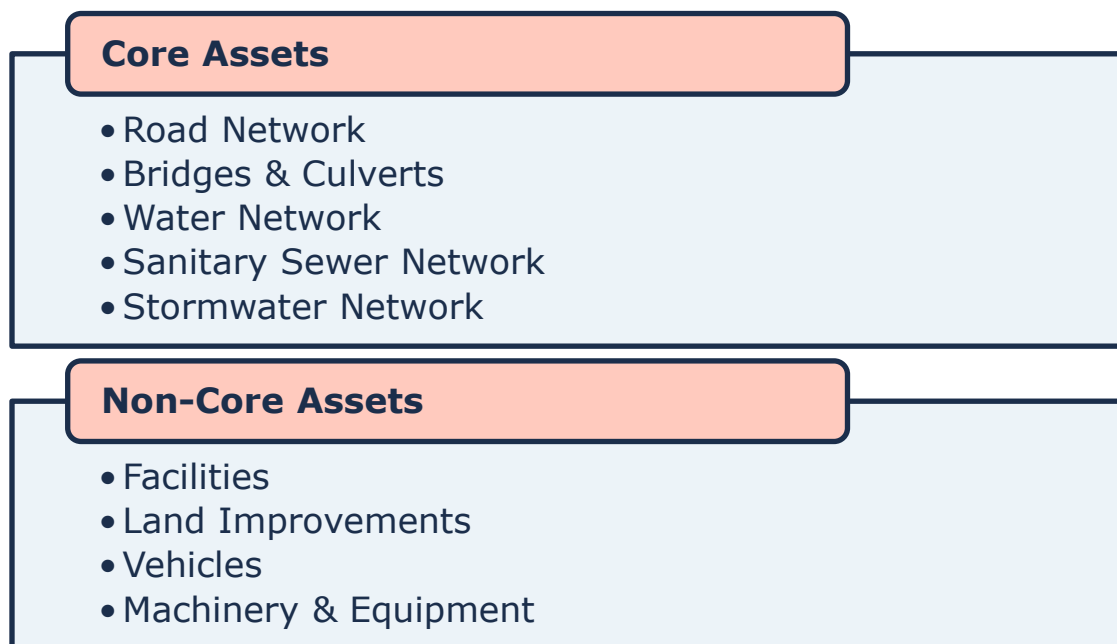 Core Assets
• Road Network
• Bridges & Culverts
• Water Network
• Sanitary Sewer Network
• Stormwater Network
Non-Core Assets
• Facilities
• Land Improvements
• Vehicles
• Machinery & Equipment